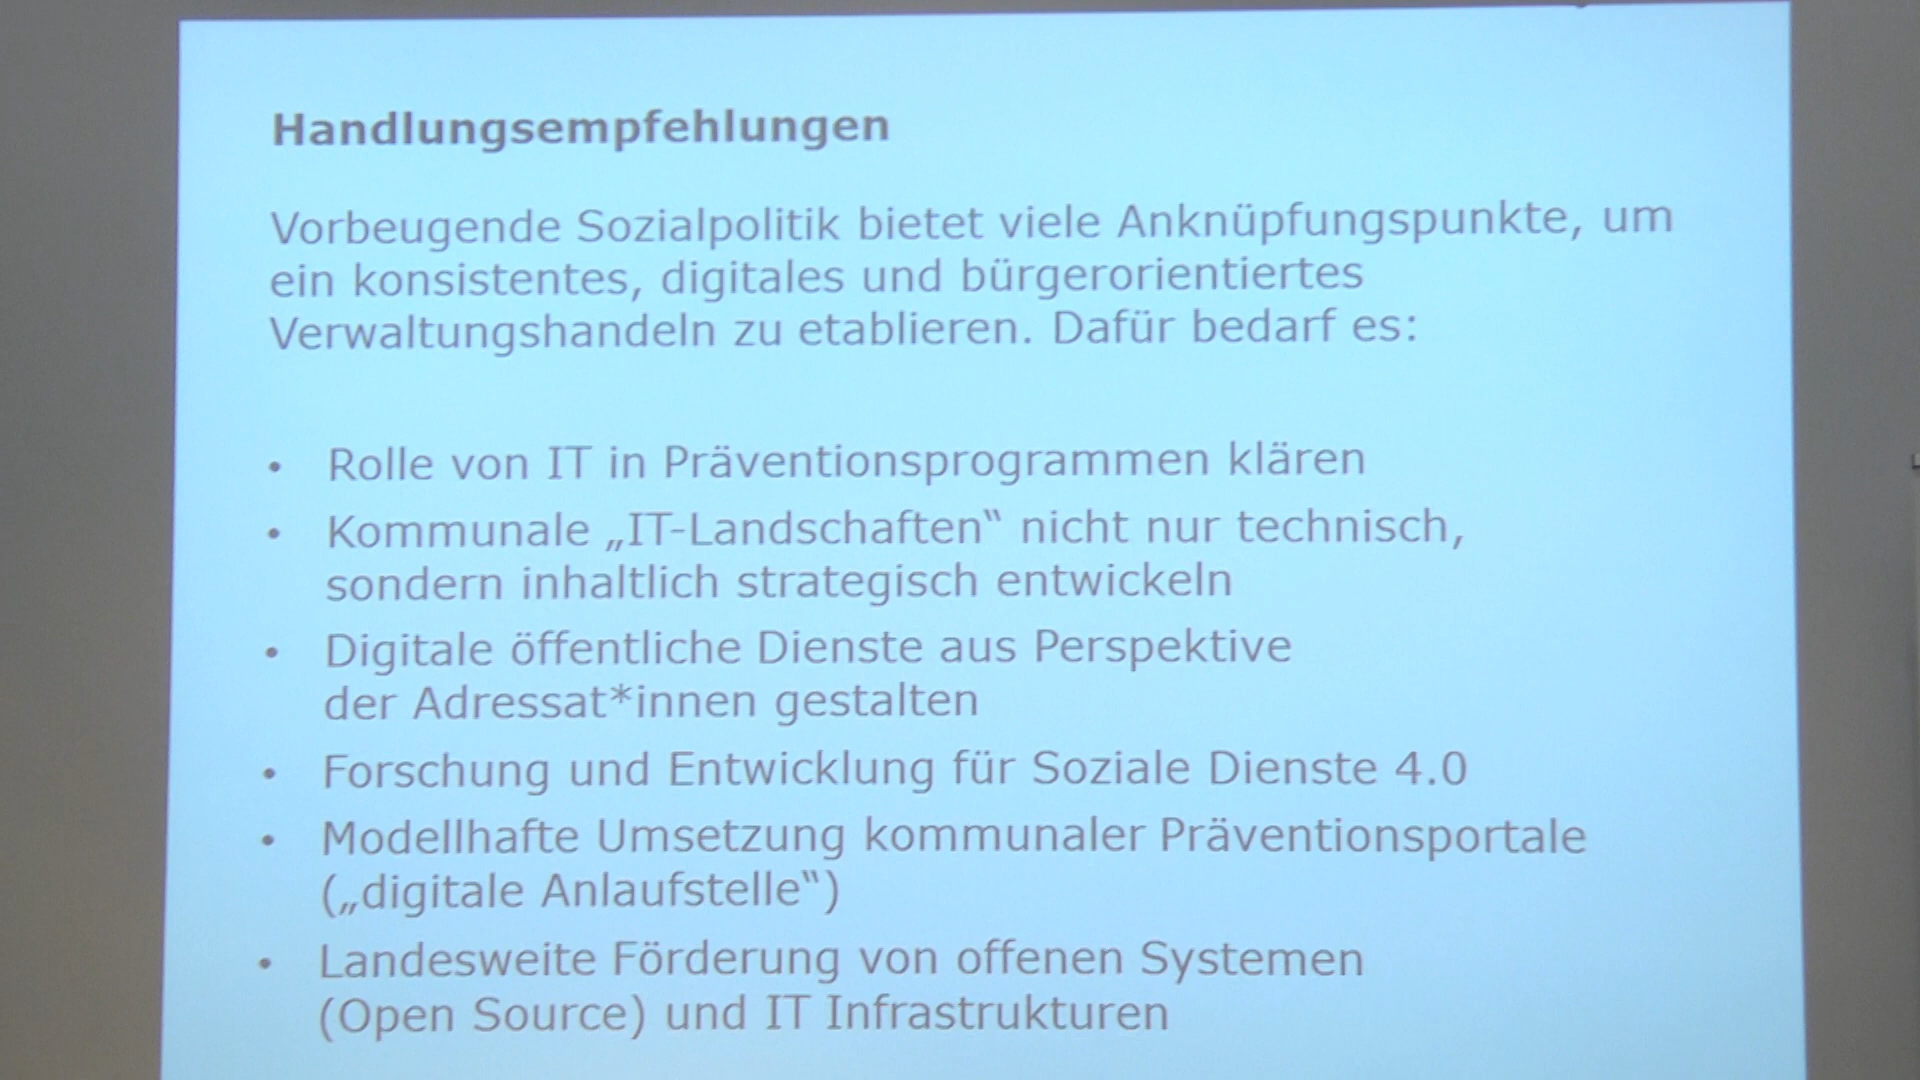 Handlungsempfehlungen
Vorbeugende Sozialpolitik bietet viele Anknüpfungspunkte, um
ein konsistentes, digitales und bürgerorientiertes
Verwaltungshandeln zu etablieren. Dafür bedarf es:
• Rolle von IT in Präventionsprogrammen klären
• Kommunale „IT-Landschaften‟ nicht nur technisch,
sondern inhaltlich strategisch entwickeln
• Digitale öffentliche Dienste aus Perspektive
der Adressat*innen gestalten
• Forschung und Entwicklung für Soziale Dienste 4.0
• Modellhafte Umsetzung kommunaler Präventionsportale
(„digitale Anlaufstelle‟)
• Landesweite Förderung von offenen Systemen
(Open Source) und IT Infrastrukturen